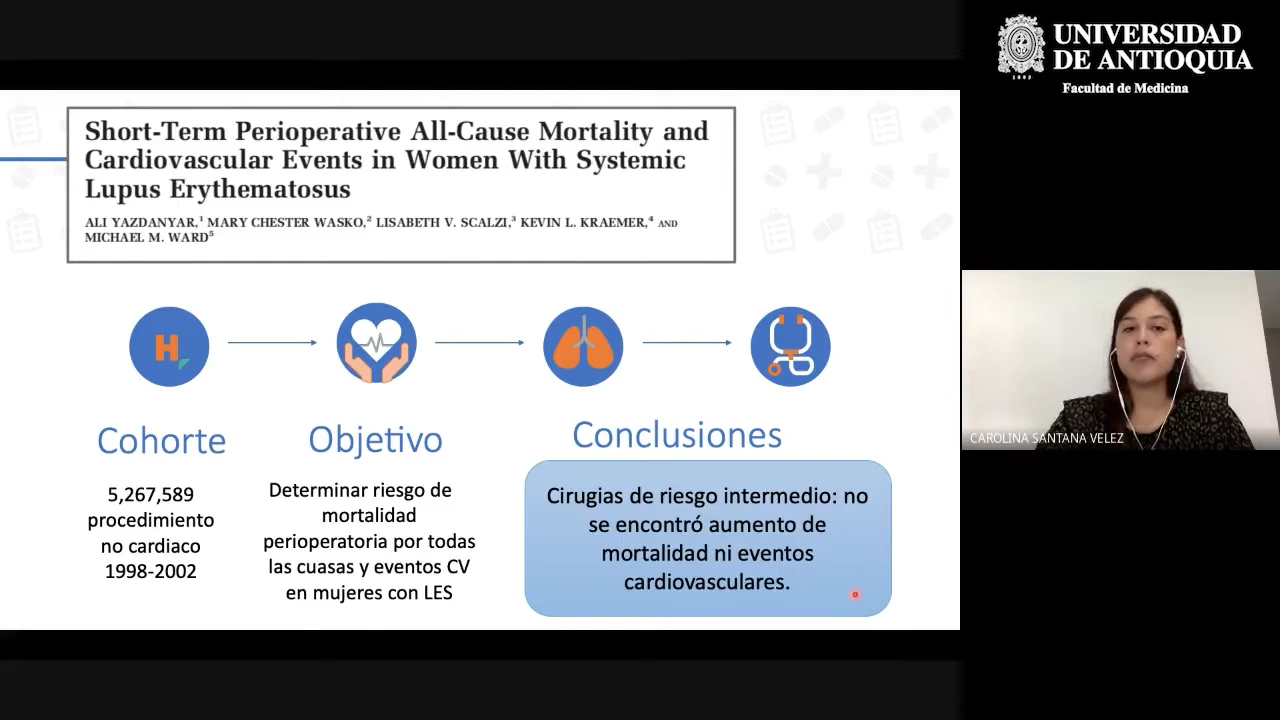 UNIVERSIDAD
DE ANTIOQUIA
1803
Facultad de Medicina
Short-Term Perioperative All-Cause Mortality and
Cardiovascular Events in Women With Systemic
Lupus Erythematosus
ALI YAZDANYAR,1 MARY CHESTER WASKO,2 LISABETH V. SCALZI,3 KEVIN L. KRAEMER,4 AND
MICHAEL M. WARD5
H
Cohorte
5,267,589
procedimiento
no cardiaco
1998-2002
Objetivo
Determinar riesgo de
mortalidad
perioperatoria por todas
las cuasas y eventos CV
en mujeres con LES
Conclusiones
Cirugias de riesgo intermedio: no
se encontró aumento de
mortalidad ni eventos
cardiovasculares.
CAROLINA SANTANA VELEZ